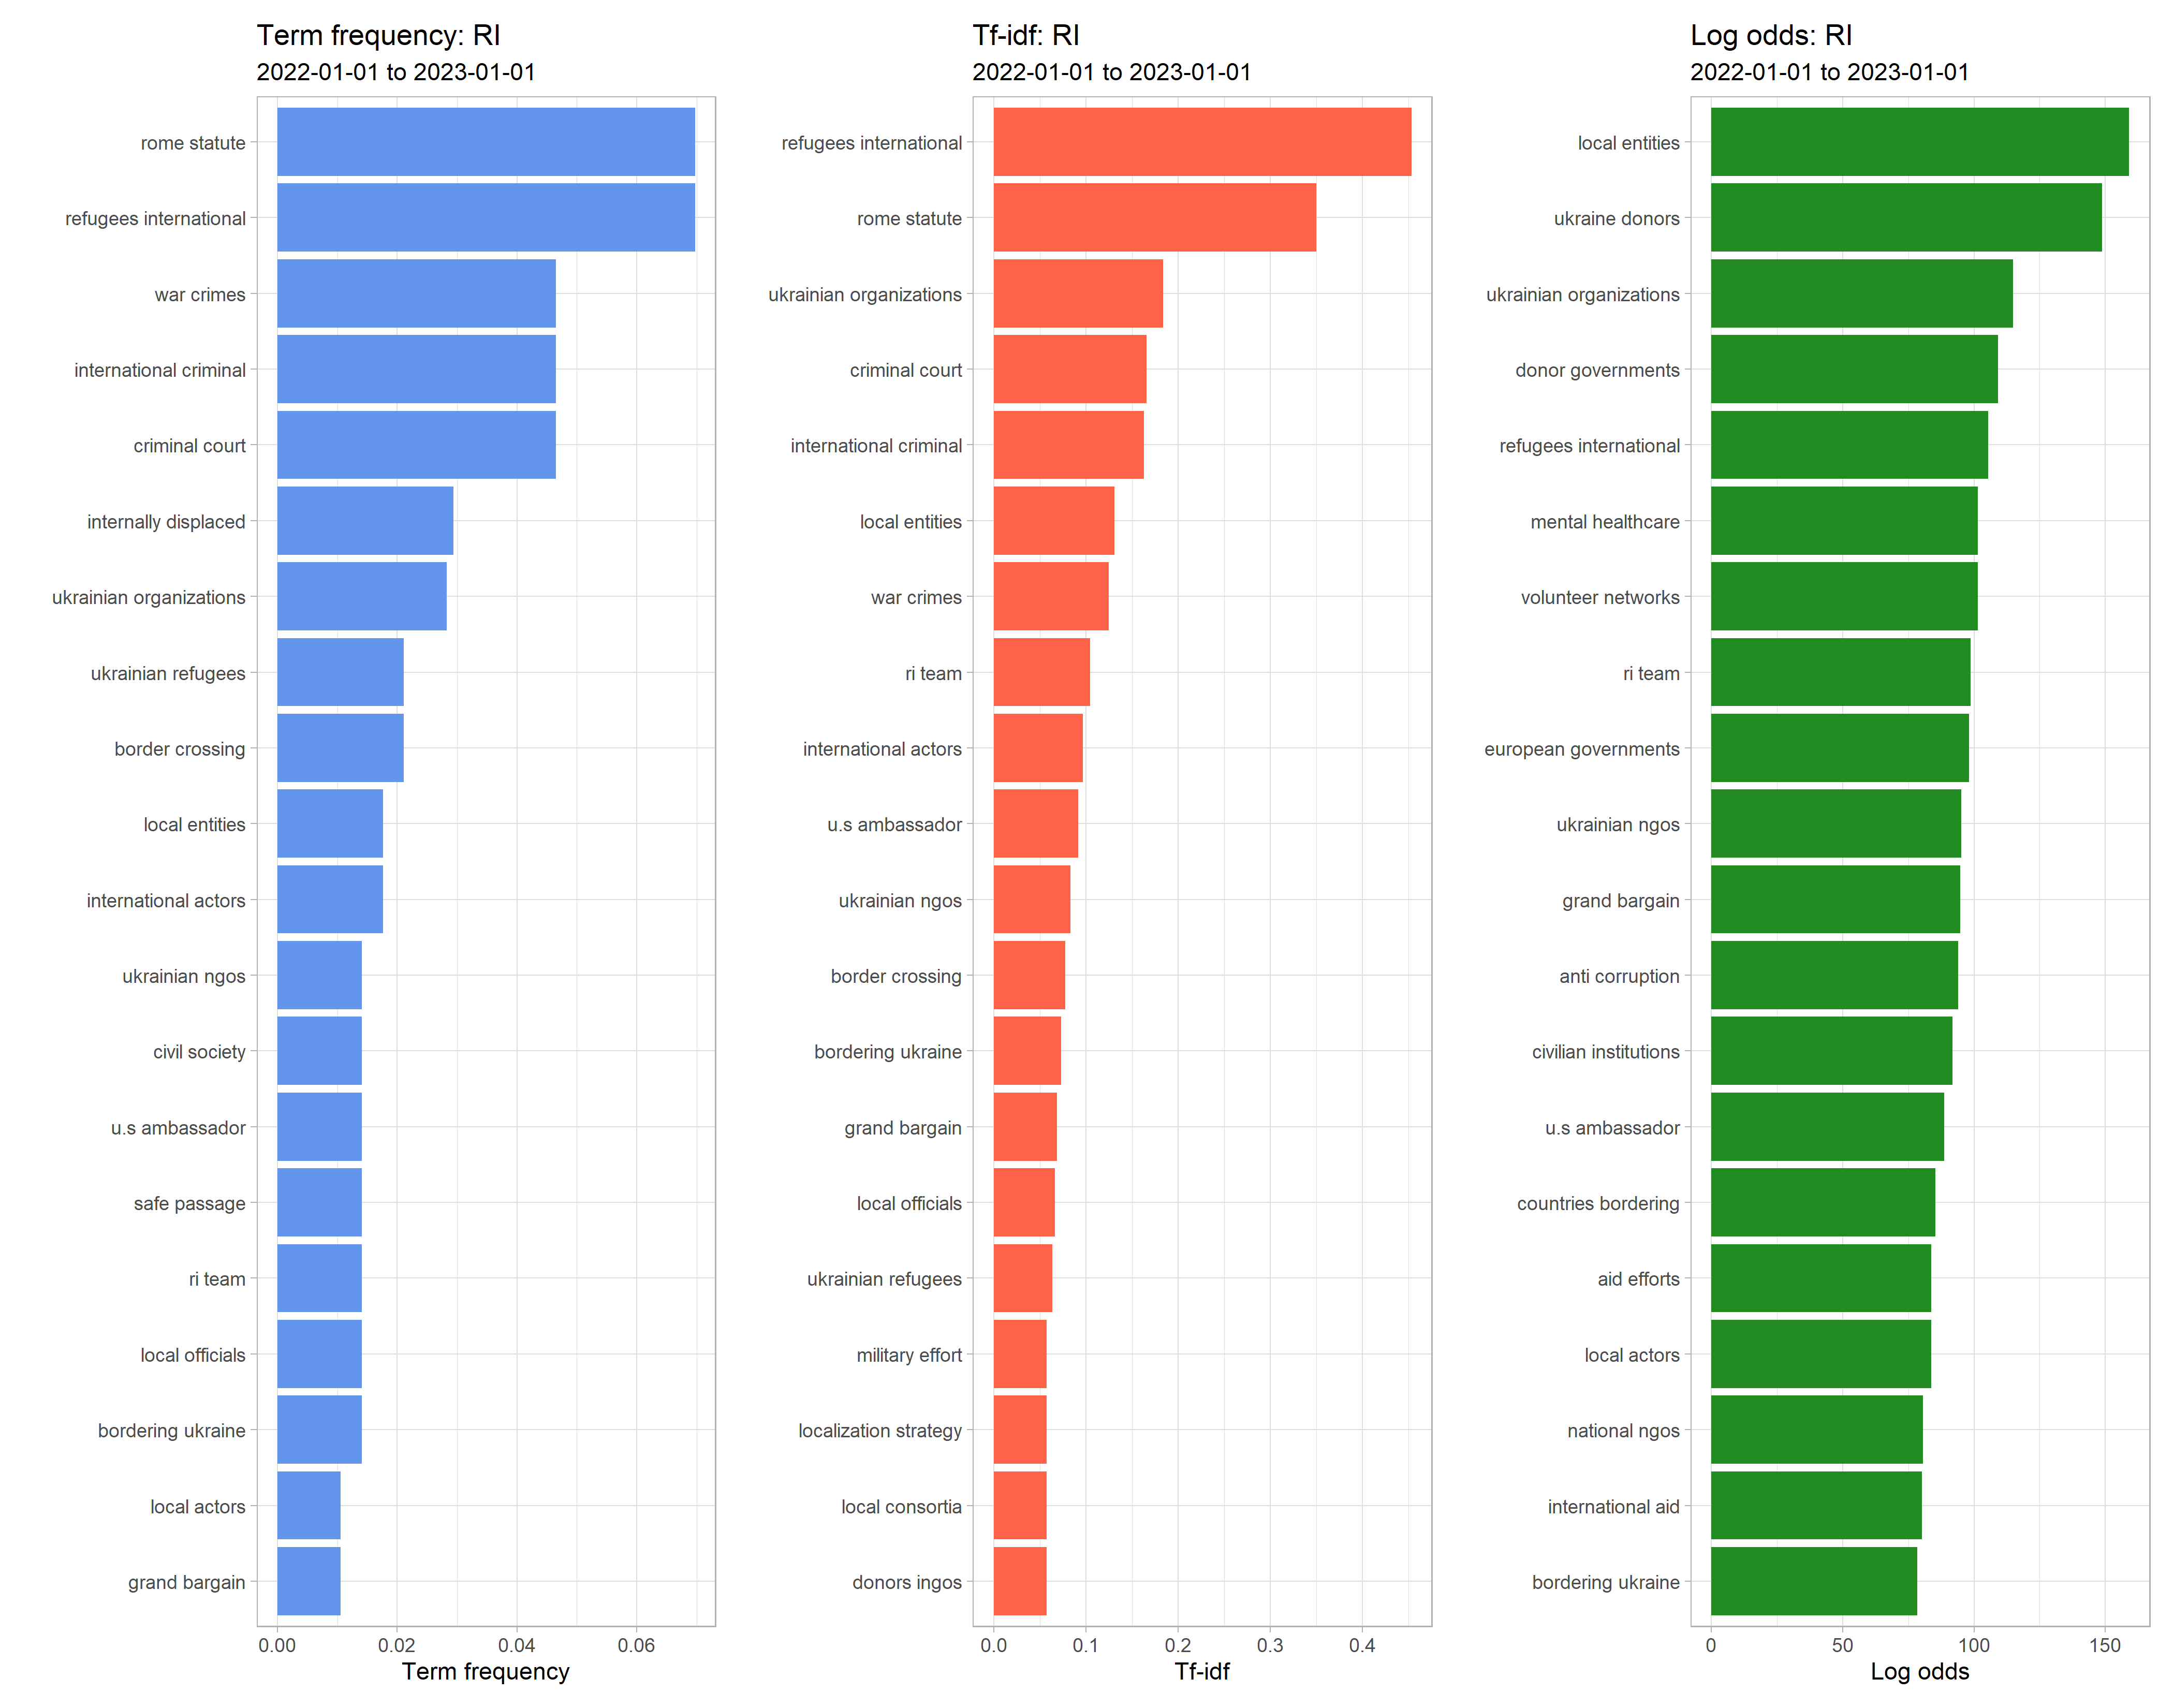 Term frequency: RI
2022-01-01 to 2023-01-01
rome statute
refugees international
war crimes
international criminal
criminal court
internally displaced
ukrainian organizations
ukrainian refugees
border crossing
local entities
international actors
ukrainian ngos
civil society
u.s ambassador
safe passage
ri team
local officials
bordering ukraine
local actors
grand bargain
0.00 0.02 0.04 0.06
Term frequency
Tf-idf: RI
2022-01-01 to 2023-01-01
refugees international
rome statute
ukrainian organizations
criminal court
international criminal
local entities
war crimes
ri team
international actors
u.s ambassador
ukrainian ngos
border crossing
bordering ukraine
grand bargain
local officials
ukrainian refugees
military effort
localization strategy
local consortia
donors ingos
0.0 0.1 0.2 0.3 0.4
Tf-idf
Log odds: RI
2022-01-01 to 2023-01-01
local entities
ukraine donors
ukrainian organizations
donor governments
refugees international
mental healthcare
volunteer networks
ri team
european governments
ukrainian ngos
grand bargain
anti corruption
civilian institutions
u.s ambassador
countries bordering
aid efforts
local actors
national ngos
international aid
bordering ukraine
0 50 100 150
Log odds